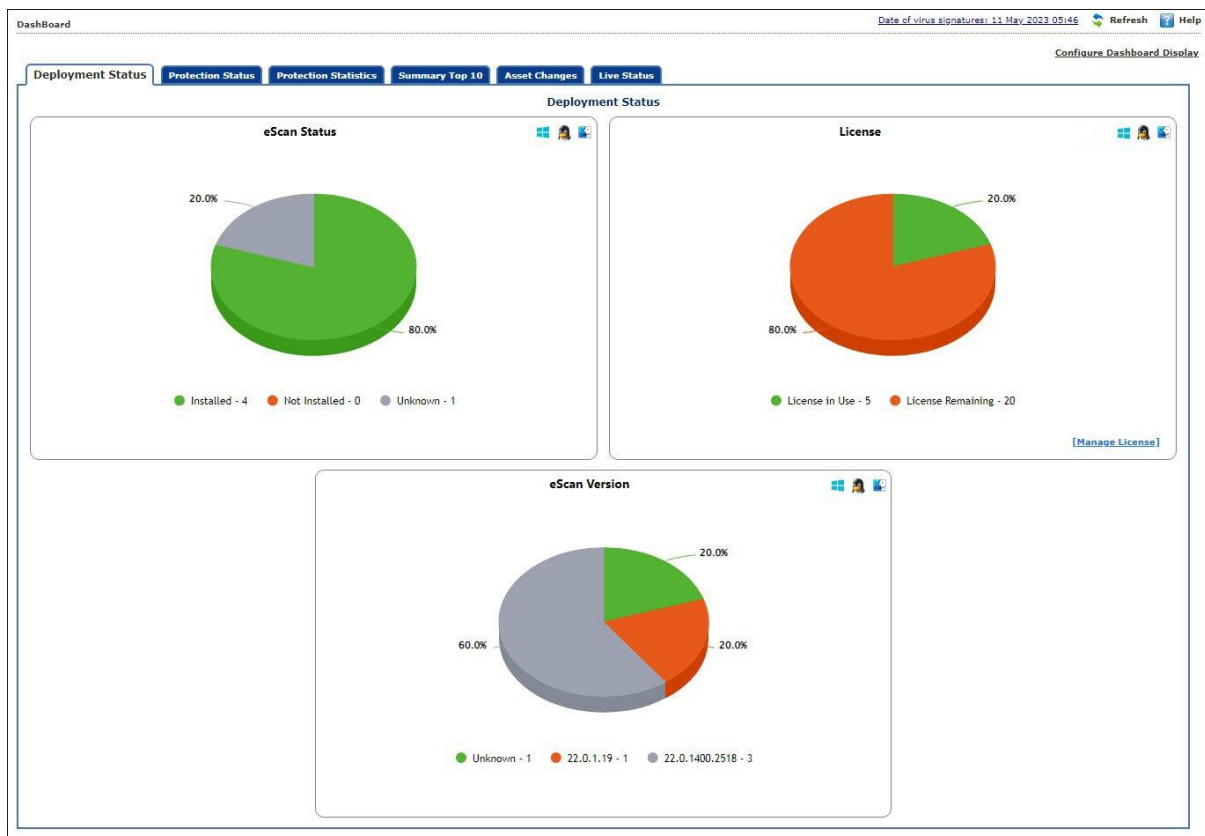 DashBoard
Date of virus signatures: 11 May 2023 05:46 Refresh Help
Configure Dashboard Display
Deployment Status Protection Status Protection Statistics Summary Top 10 Asset Changes Live Status
Deployment Status
eScan Status
20.0%
80.0%
Installed - 4 Not Installed - 0 Unknown - 1
License
20.0%
80.0%
License in Use - 5 License Remaining - 20
[Manage License]
eScan Version
20.0%
60.0%
20.0%
Unknown - 1 22.0.1.19 - 1 22.0.1400.2518 - 3